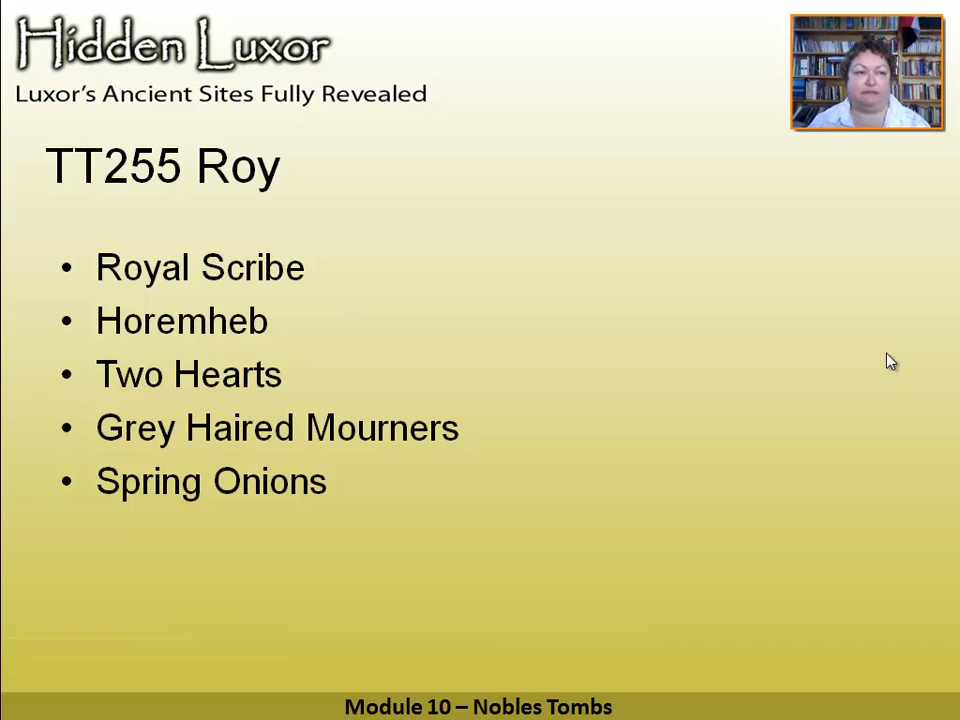 Hidden Luxor
Luxor's Ancient Sites Fully Revealed
TT255 Roy
• Royal Scribe
• Horemheb
• Two Hearts
• Grey Haired Mourners
• Spring Onions
Module 10 – Nobles Tombs